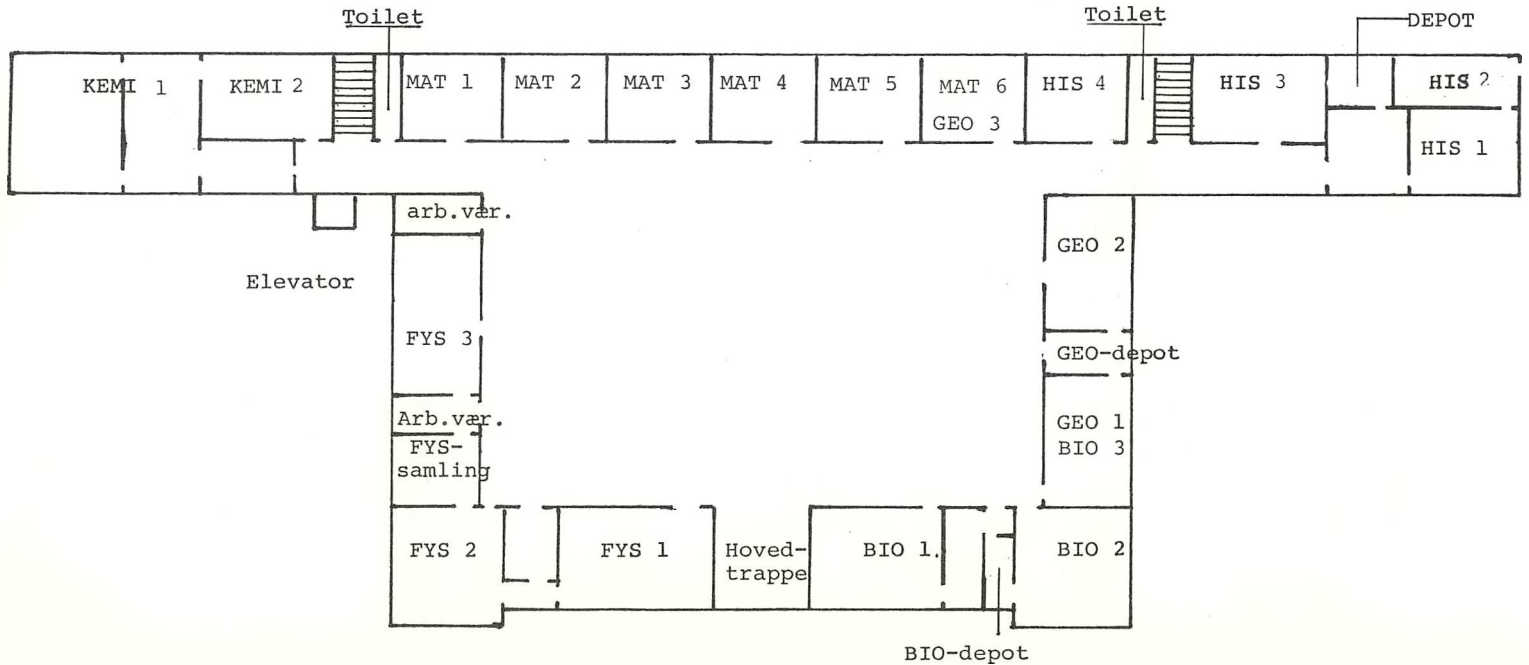 Toilet
Toilet
DEPOT
KEMI 1
KEMI 2
MAT 1
MAT 2
MAT 3
MAT 4
MAT 5
MAT 6
GEO 3
HIS 4
HIS 3
HIS 2
HIS 1
arb.vær.
Elevator
GEO 2
FYS 3
GEO-depot
Arb.vær.
FYS-
samling
GEO 1
BIO 3
FYS 2
FYS 1
Hoved-
trappe
BIO 1.
BIO 2
BIO-depot